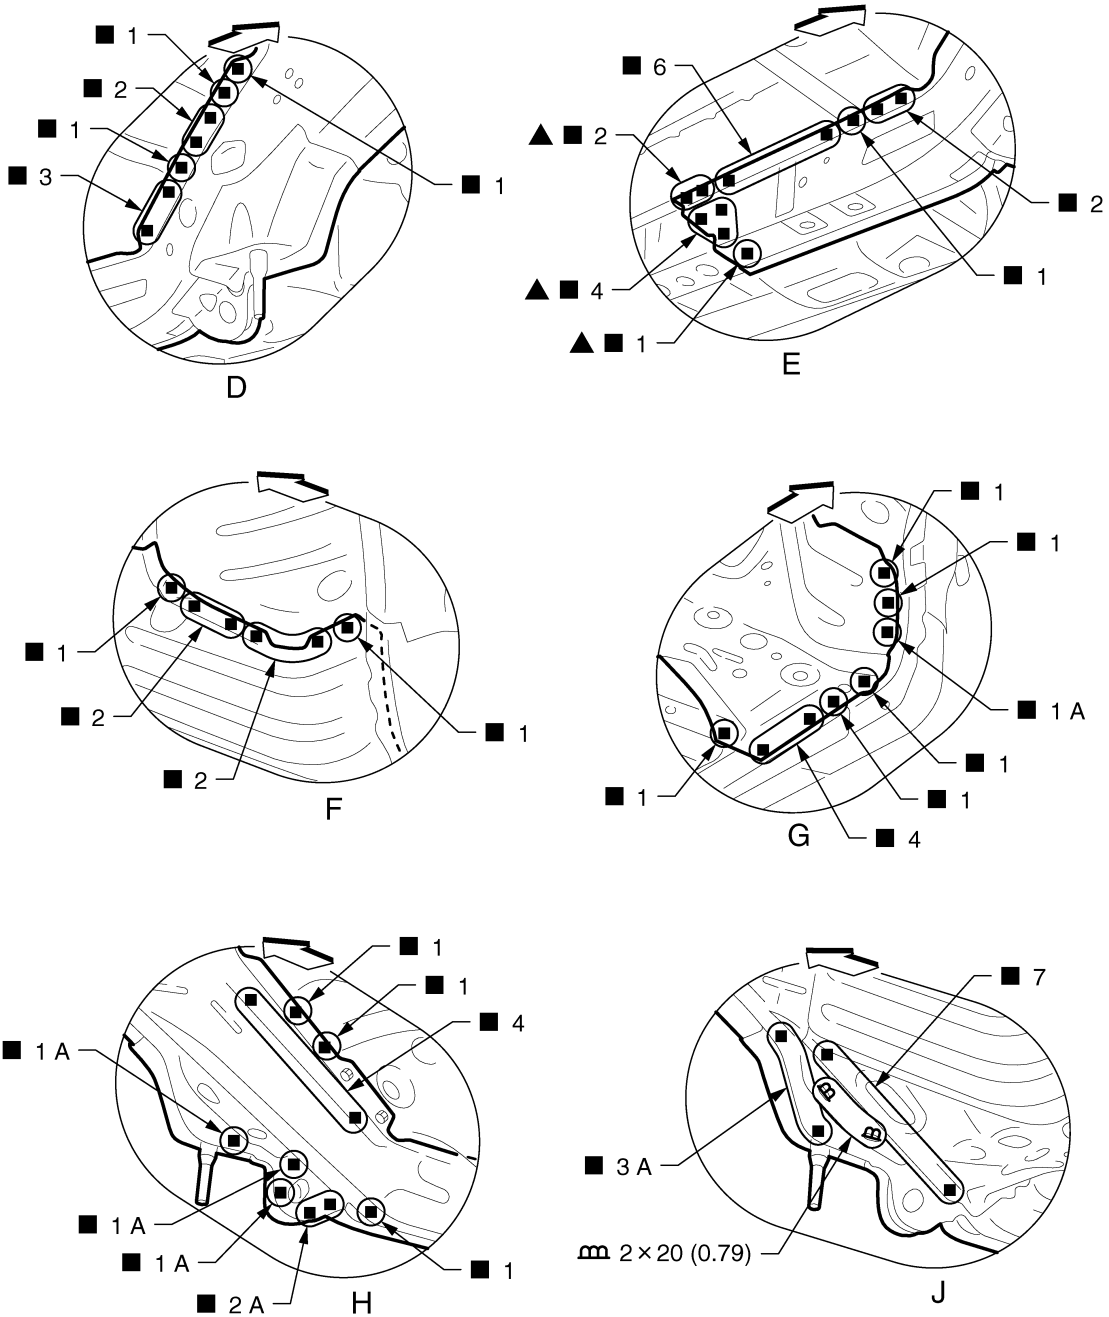 ■ 1
■ 2
■ 1
■ 3
■ 1
D
■ 6
▲ ■ 2
■ 2
■ 1
▲ ■ 4
▲ ■ 1
E
■ 1
■ 2
■ 2
■ 1
F
■ 1
■ 1
■ 1 A
■ 1
■ 1
■ 4
■ 1
G
■ 1
■ 1
■ 4
■ 1 A
■ 1 A
■ 1 A
■ 2 A
■ 1
H
■ 7
■ 3 A
2 × 20 (0.79)
J